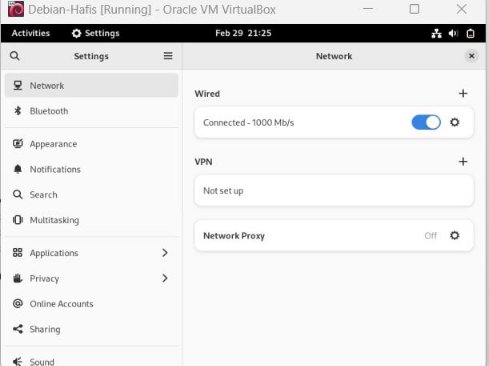 Debian-Hafis [Running] - Oracle VM VirtualBox
Activities Settings Feb 29 21:25
Settings
Network
Bluetooth
Appearance
Notifications
Search
Multitasking
Applications
Privacy
Online Accounts
Sharing
Sound
Network
Wired
Connected - 1000 Mb/s
VPN
Not set up
Network Proxy Off